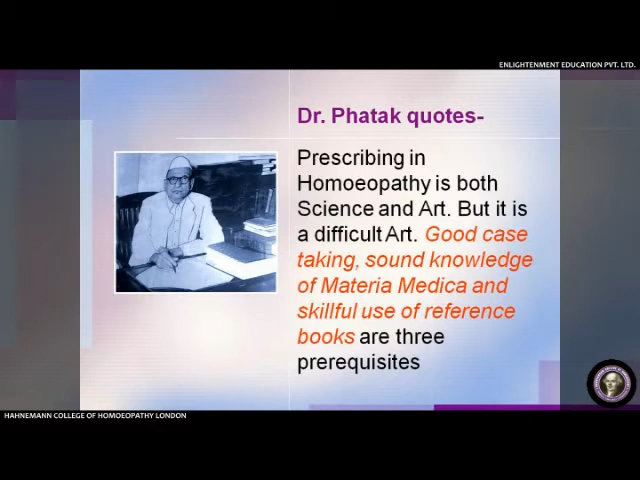 ENLIGHTENMENT EDUCATION PVT. LTD.
Dr. Phatak quotes-
Prescribing in
Homoeopathy is both
Science and Art. But it is
a difficult Art. Good case
taking, sound knowledge
of Materia Medica and
skillful use of reference
books are three
prerequisites
HAHNEMANN COLLEGE OF HOMOEOPATHY LONDON